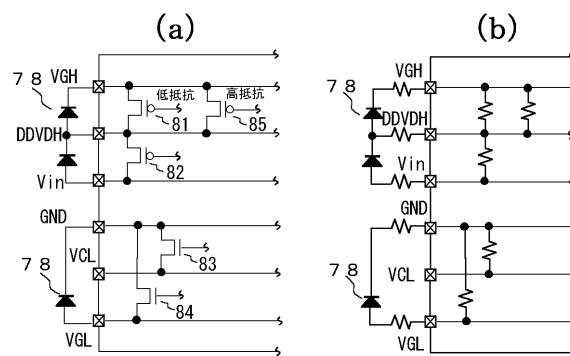 (a)
(b)
VGH
78
低抵抗
高抵抗
81
85
DDVDH
82
Vin
GND
83
VCL
78
84
VGL
VGH
78
DDVDH
Vin
GND
VCL
78
VGL